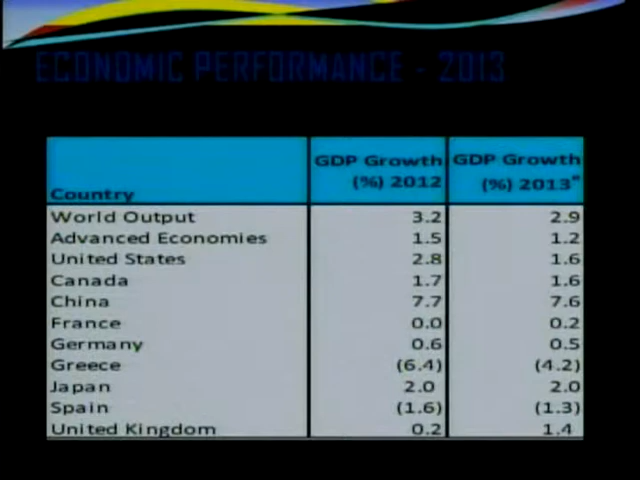 ECONOMIC PERFORMANCE - 2013
Country GDP Growth (%) 2012 GDP Growth (%) 2013*
World Output 3.2 2.9
Advanced Economies 1.5 1.2
United States 2.8 1.6
Canada 1.7 1.6
China 7.7 7.6
France 0.0 0.2
Germany 0.6 0.5
Greece (6.4) (4.2)
Japan 2.0 2.0
Spain (1.6) (1.3)
United Kingdom 0.2 1.4